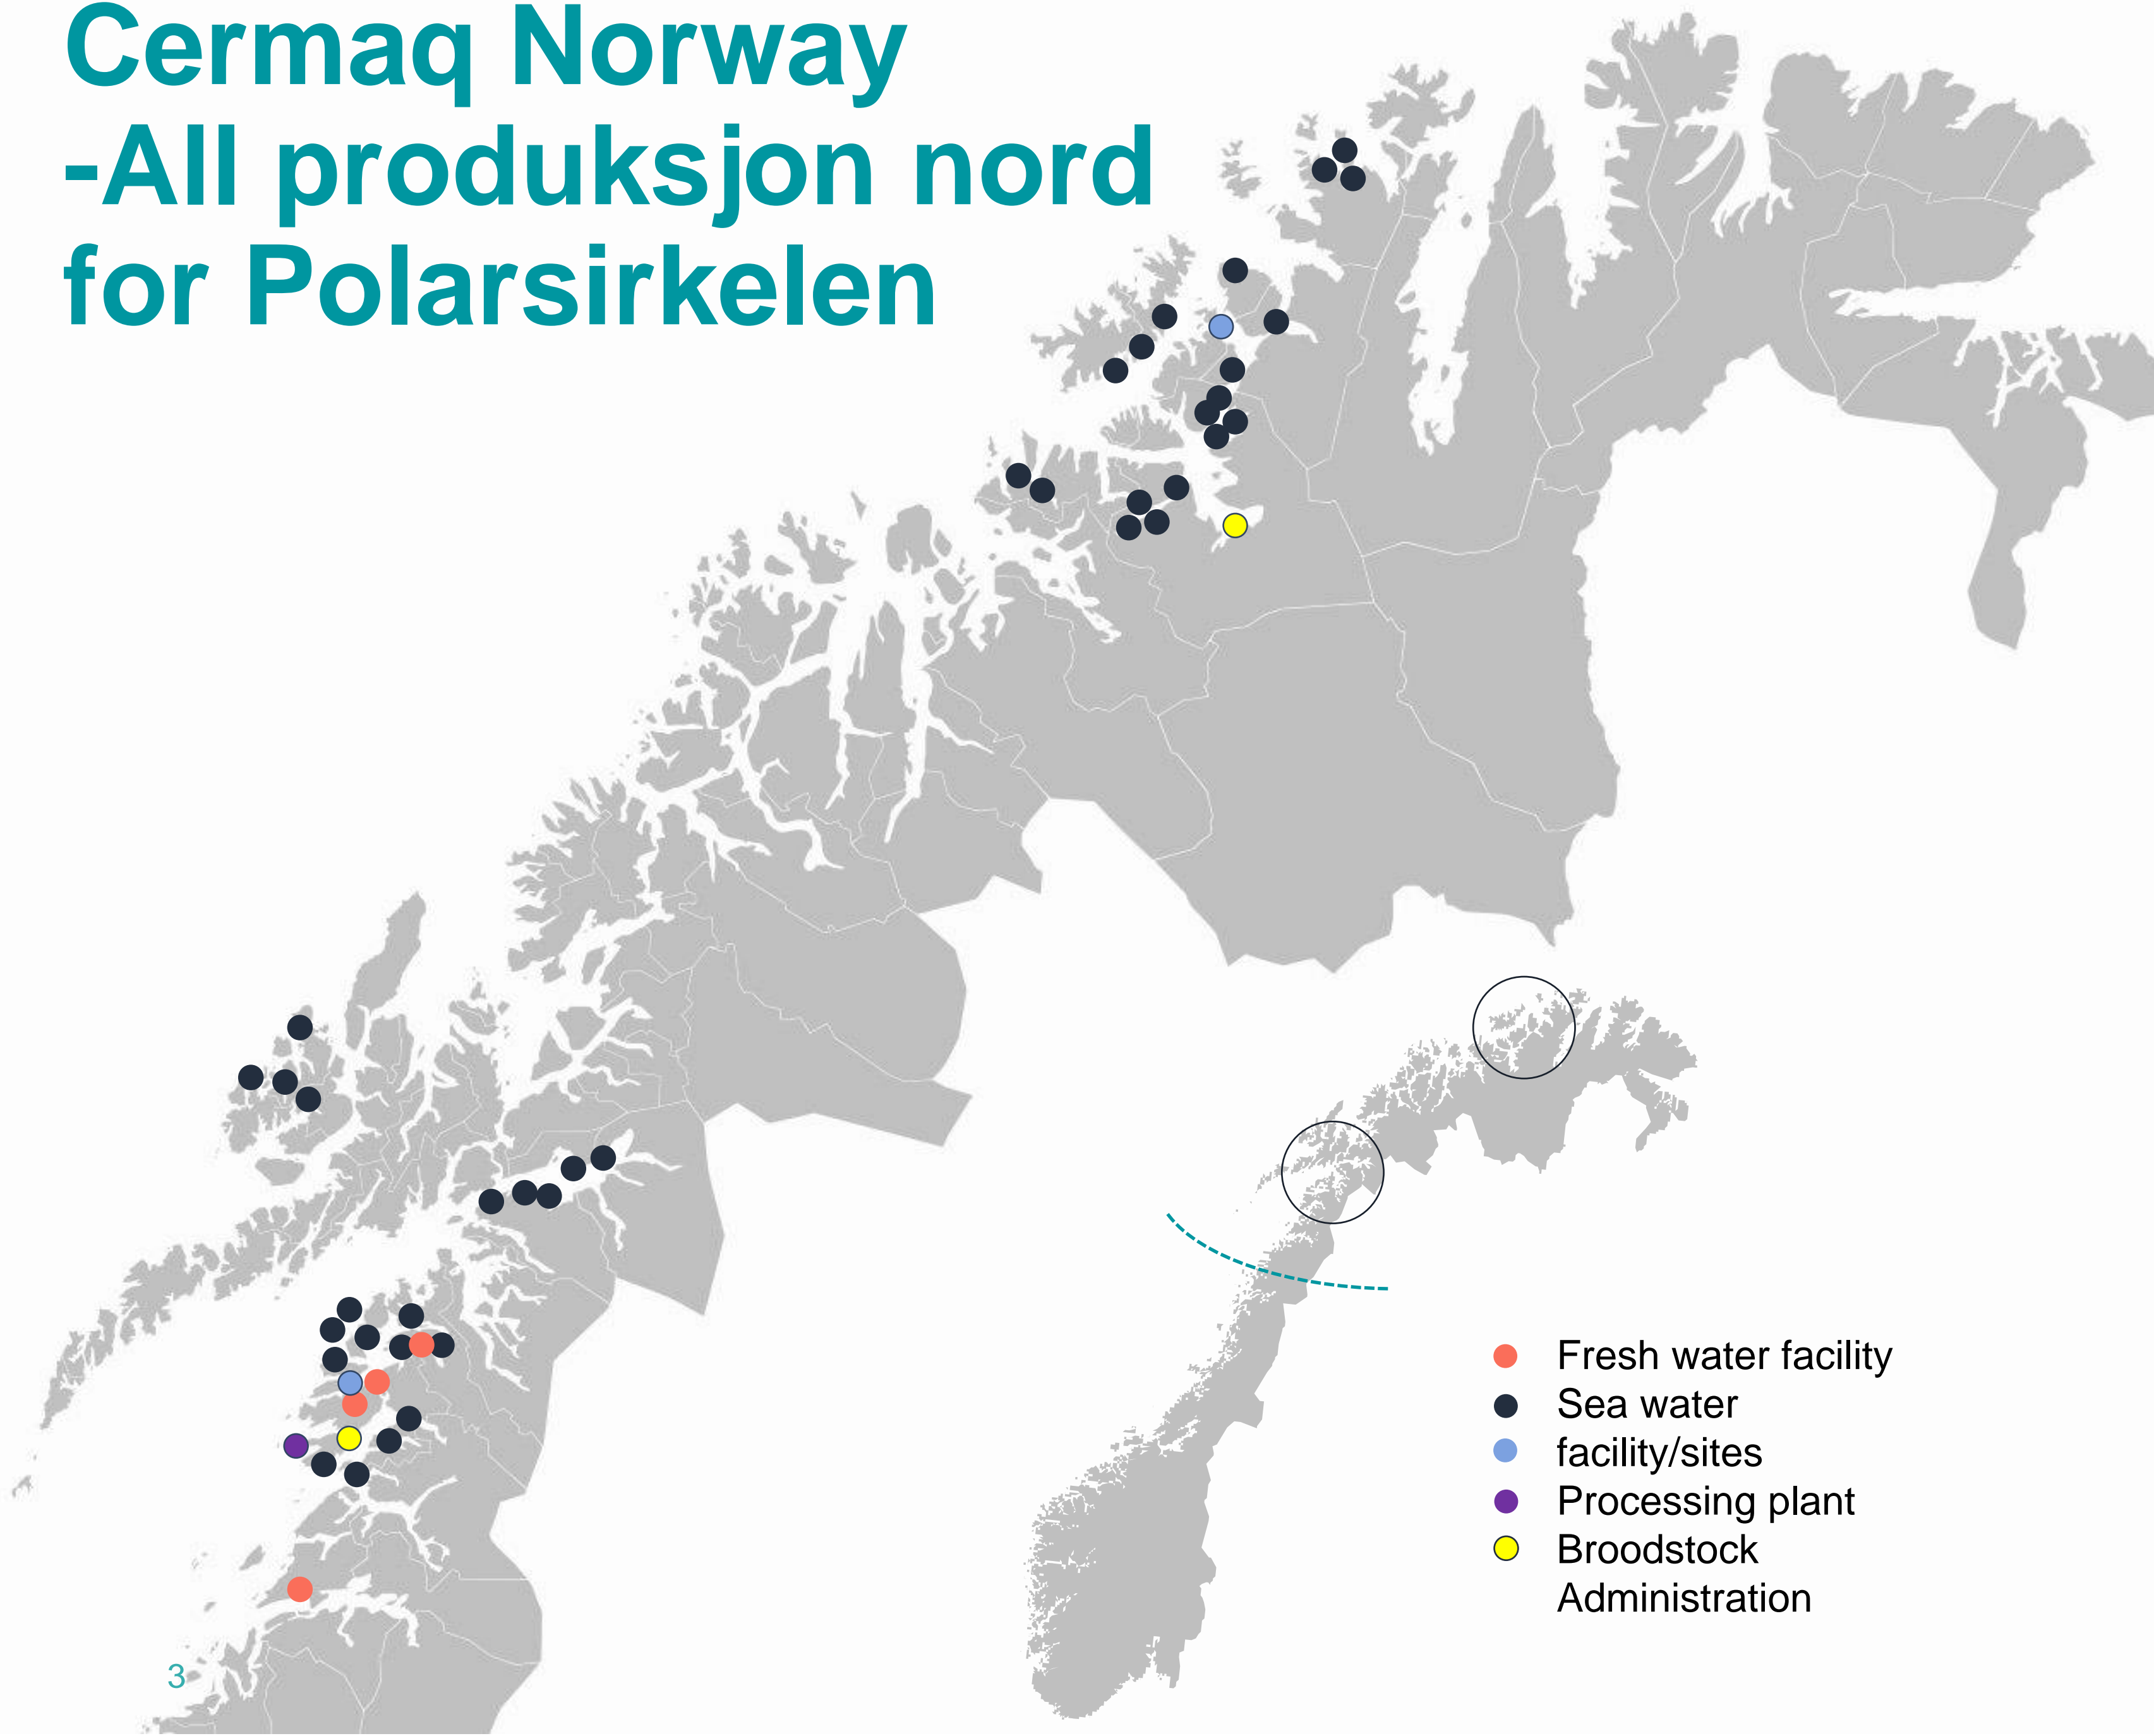 Cermaq Norway
-All produksjon nord
for Polarsirkelen
Fresh water facility
Sea water
facility/sites
Processing plant
Broodstock
Administration
3